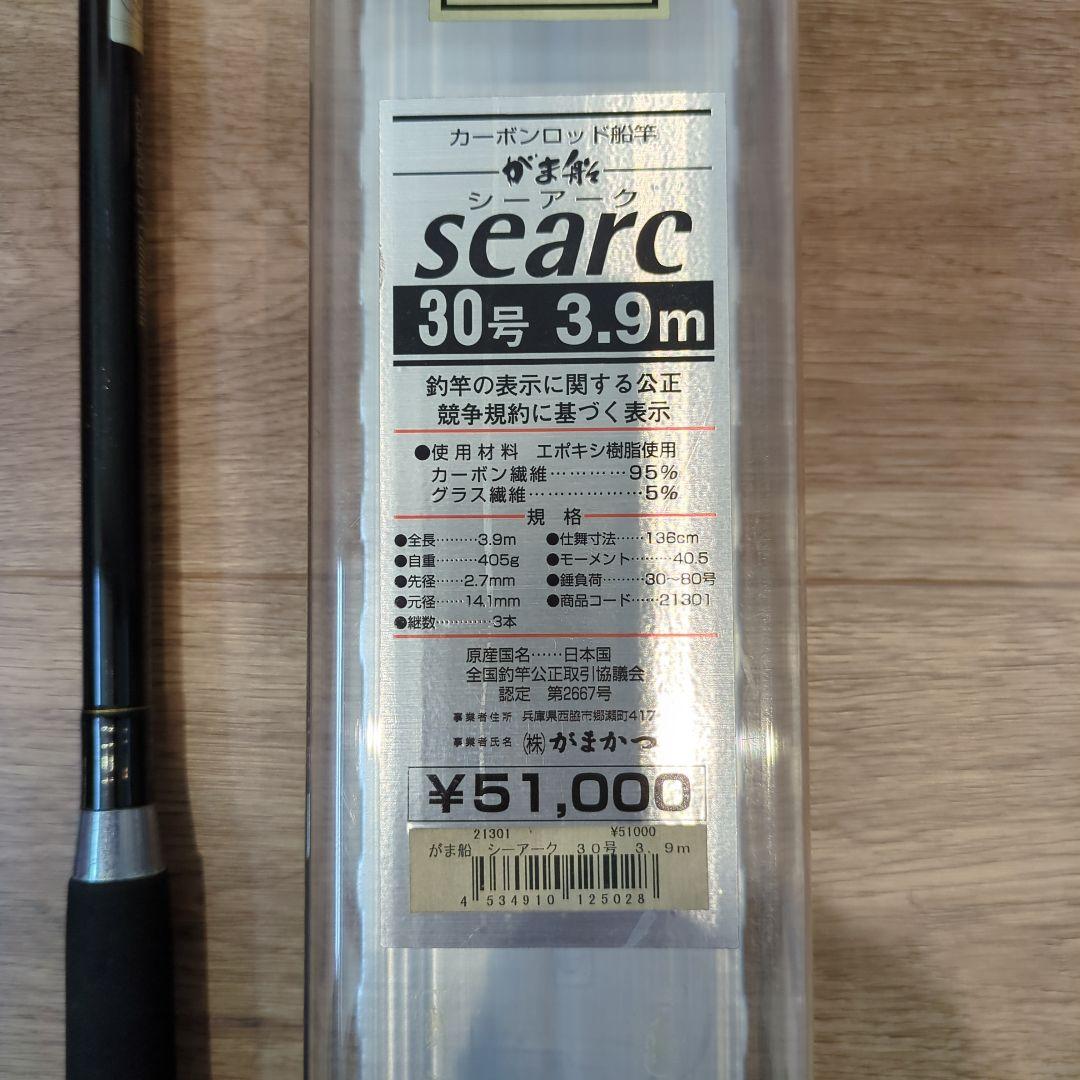 カーボンロッド船竿
がま船
シーアーク
searc
30号 3.9m
釣竿の表示に関する公正
競争規約に基づく表示
●使用材料 エポキシ樹脂使用
カーボン繊維…………95%
グラス繊維………………5%
規格
●全長………3.9m ●仕舞寸法……136cm
●自重………405g ●モーメント………40.5
●先径……2.7mm ●錘負荷………30〜80号
●元径……14.1mm ●商品コード……21301
●継数…………3本
原産国名……日本国
全国釣竿公正取引協議会
認定 第2667号
事業者住所 兵庫県西脇市郷瀬町417
事業者氏名 (株)がまかつ
¥51,000
21301 ¥51000
がま船 シーアーク 30号 3.9m
4 534910 125028